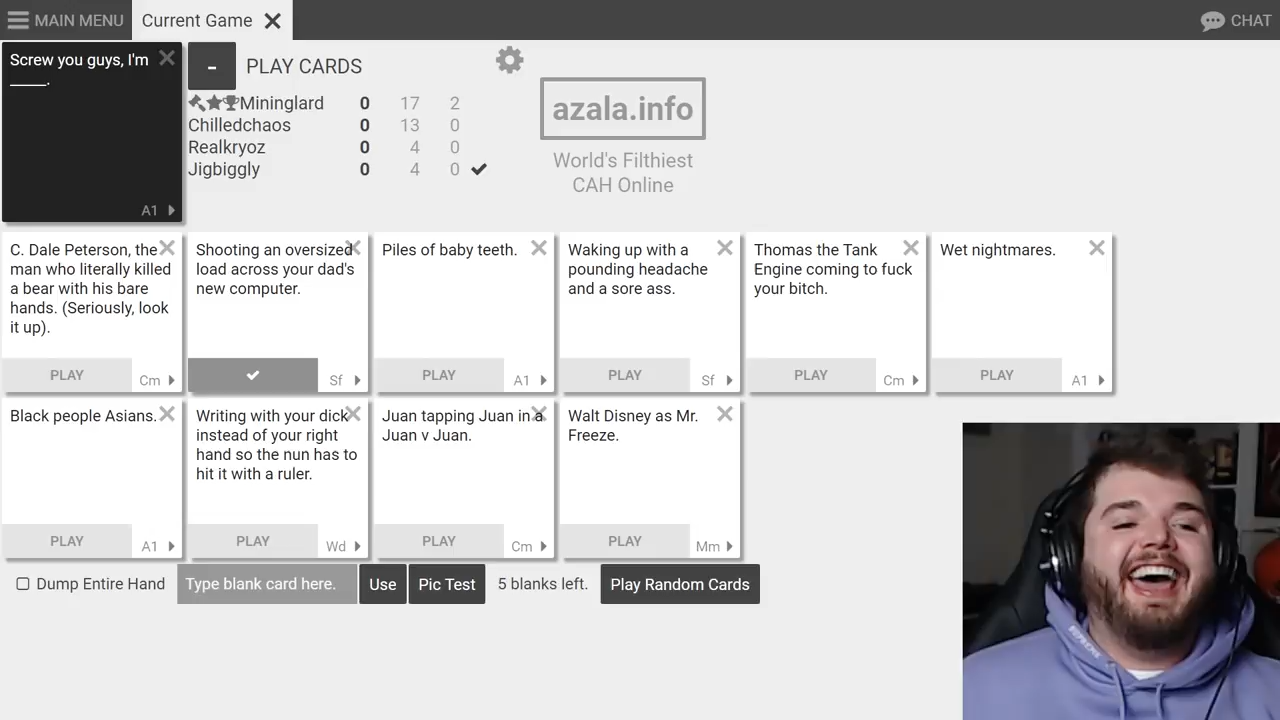 MAIN MENU
Current Game
CHAT
Screw you guys, I'm
_____.
A1
-
PLAY CARDS
Mininglard 0 17 2
Chilledchaos 0 13 0
Realkryoz 0 4 0
Jigbiggly 0 4 0
azala.info
World's Filthiest
CAH Online
C. Dale Peterson, the
man who literally killed
a bear with his bare
hands. (Seriously, look
it up).
PLAY
Cm
Shooting an oversized
load across your dad's
new computer.
Sf
Piles of baby teeth.
PLAY
A1
Waking up with a
pounding headache
and a sore ass.
PLAY
Sf
Thomas the Tank
Engine coming to fuck
your bitch.
PLAY
Cm
Wet nightmares.
PLAY
A1
Black people Asians.
PLAY
A1
Writing with your dick
instead of your right
hand so the nun has to
hit it with a ruler.
PLAY
Wd
Juan tapping Juan in a
Juan v Juan.
PLAY
Cm
Walt Disney as Mr.
Freeze.
PLAY
Mm
Dump Entire Hand
Type blank card here.
Use
Pic Test
5 blanks left.
Play Random Cards